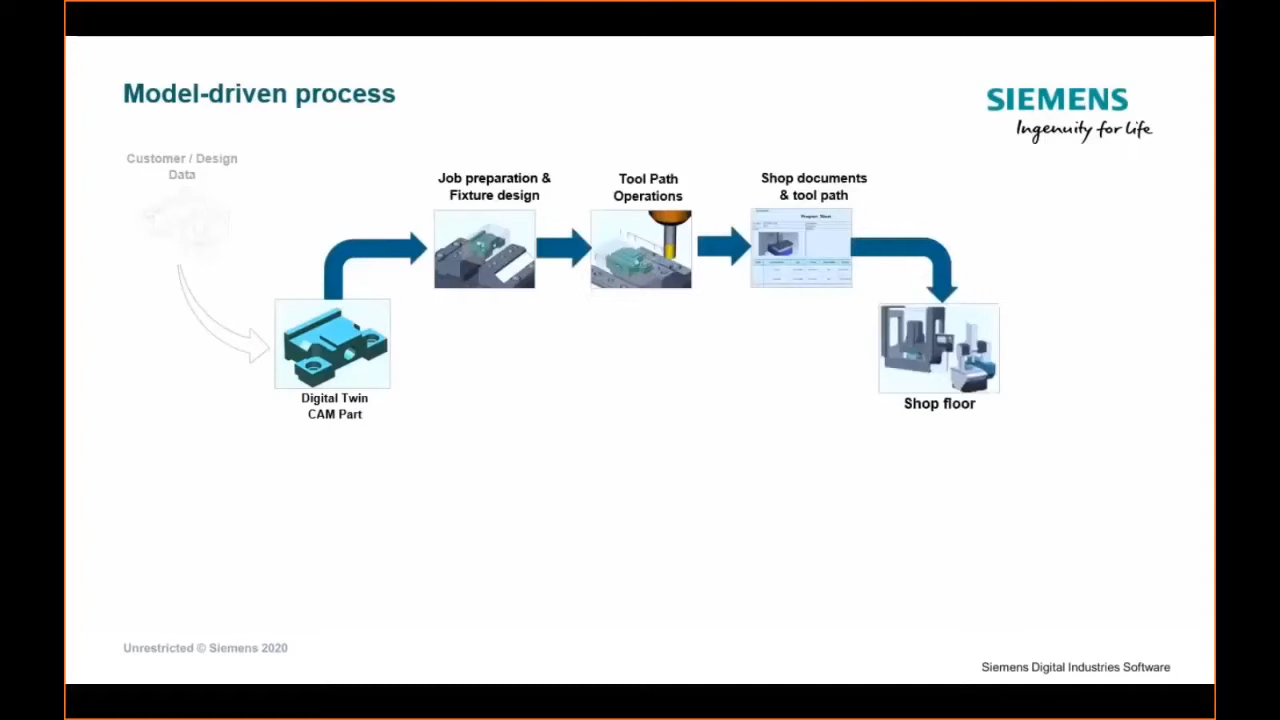 Model-driven process
SIEMENS
Ingenuity for life
Customer / Design
Data
Job preparation &
Fixture design
Tool Path
Operations
Shop documents
& tool path
Digital Twin
CAM Part
Shop floor
Unrestricted © Siemens 2020
Siemens Digital Industries Software